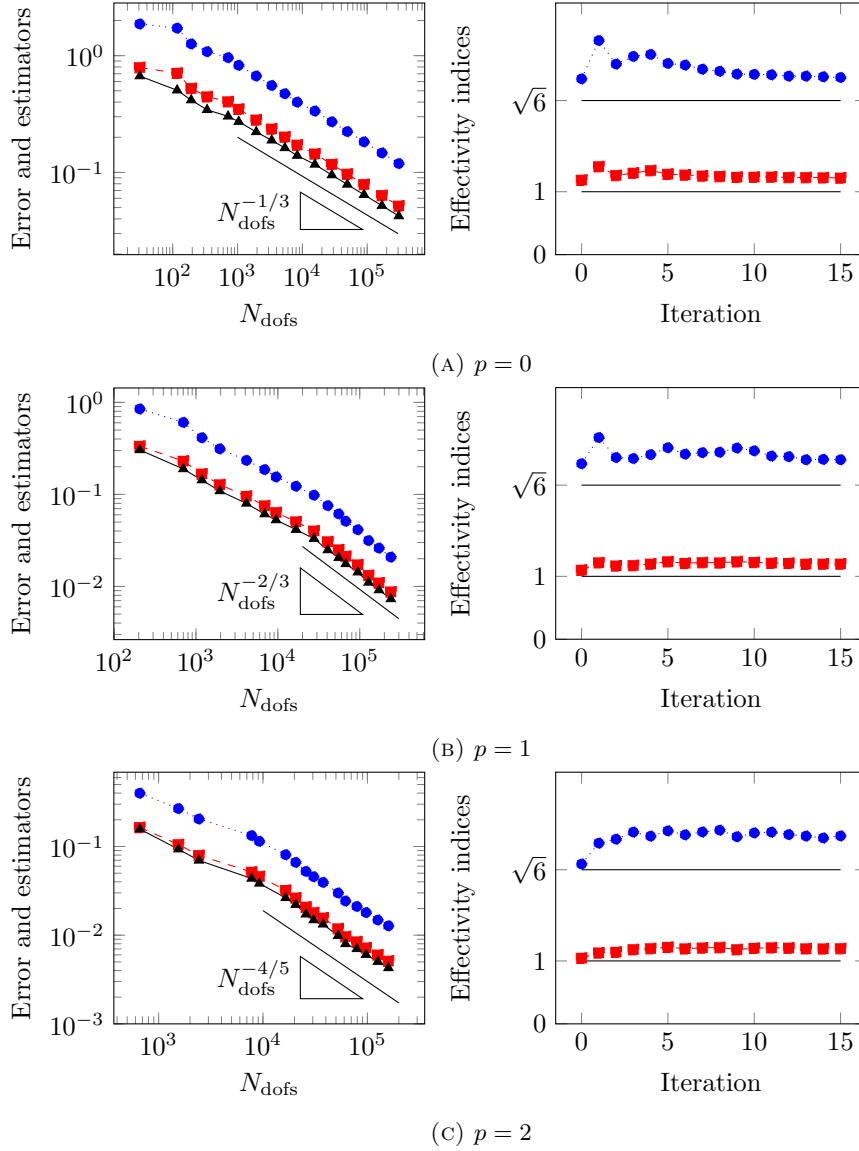 Error and estimators
10^0
10^{-1}
10^2 10^3 10^4 10^5
N_dofs
N_dofs^{-1/3}
Effectivity indices
√6
1
0
0 5 10 15
Iteration
(A) p = 0
Error and estimators
10^0
10^{-1}
10^{-2}
10^2 10^3 10^4 10^5
N_dofs
N_dofs^{-2/3}
Effectivity indices
√6
1
0
0 5 10 15
Iteration
(B) p = 1
Error and estimators
10^{-1}
10^{-2}
10^{-3}
10^3 10^4 10^5
N_dofs
N_dofs^{-4/5}
Effectivity indices
√6
1
0
0 5 10 15
Iteration
(C) p = 2